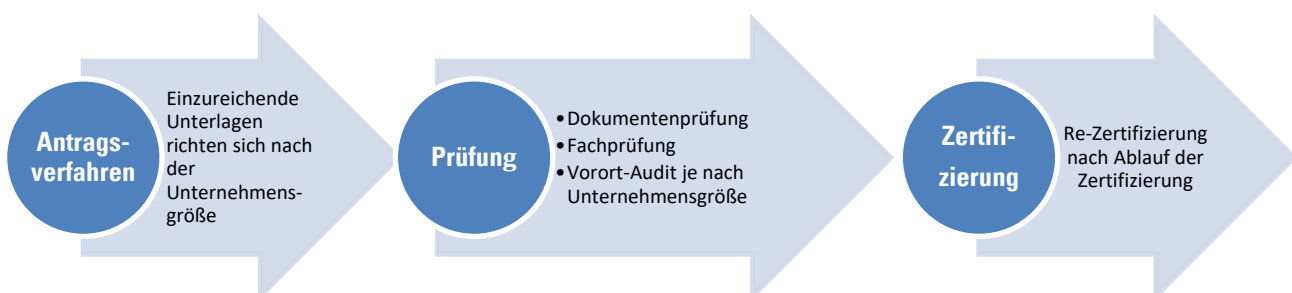 Antrags-
verfahren
Einzureichende
Unterlagen
richten sich nach
der
Unternehmens-
größe
Prüfung
•Dokumentenprüfung
•Fachprüfung
•Vorort-Audit je nach
Unternehmensgröße
Zertifi-
zierung
Re-Zertifizierung
nach Ablauf der
Zertifizierung